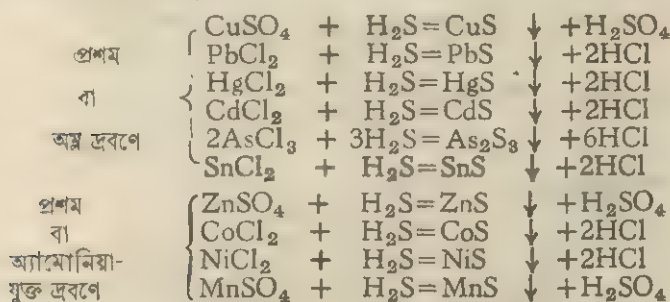 CuSO₄ + H₂S=CuS ↓ +H₂SO₄
প্রশম PbCl₂ + H₂S=PbS ↓ +2HCl
বা HgCl₂ + H₂S=HgS ↓ +2HCl
CdCl₂ + H₂S=CdS ↓ +2HCl
অম্ল দ্রবণে 2AsCl₃ + 3H₂S=As₂S₃ ↓ +6HCl
SnCl₂ + H₂S=SnS ↓ +2HCl
প্রশম ZnSO₄ + H₂S=ZnS ↓ +H₂SO₄
বা CoCl₂ + H₂S=CoS ↓ +2HCl
অ্যামোনিয়া- NiCl₂ + H₂S=NiS ↓ +2HCl
যুক্ত দ্রবণে MnSO₄ + H₂S=MnS ↓ +H₂SO₄